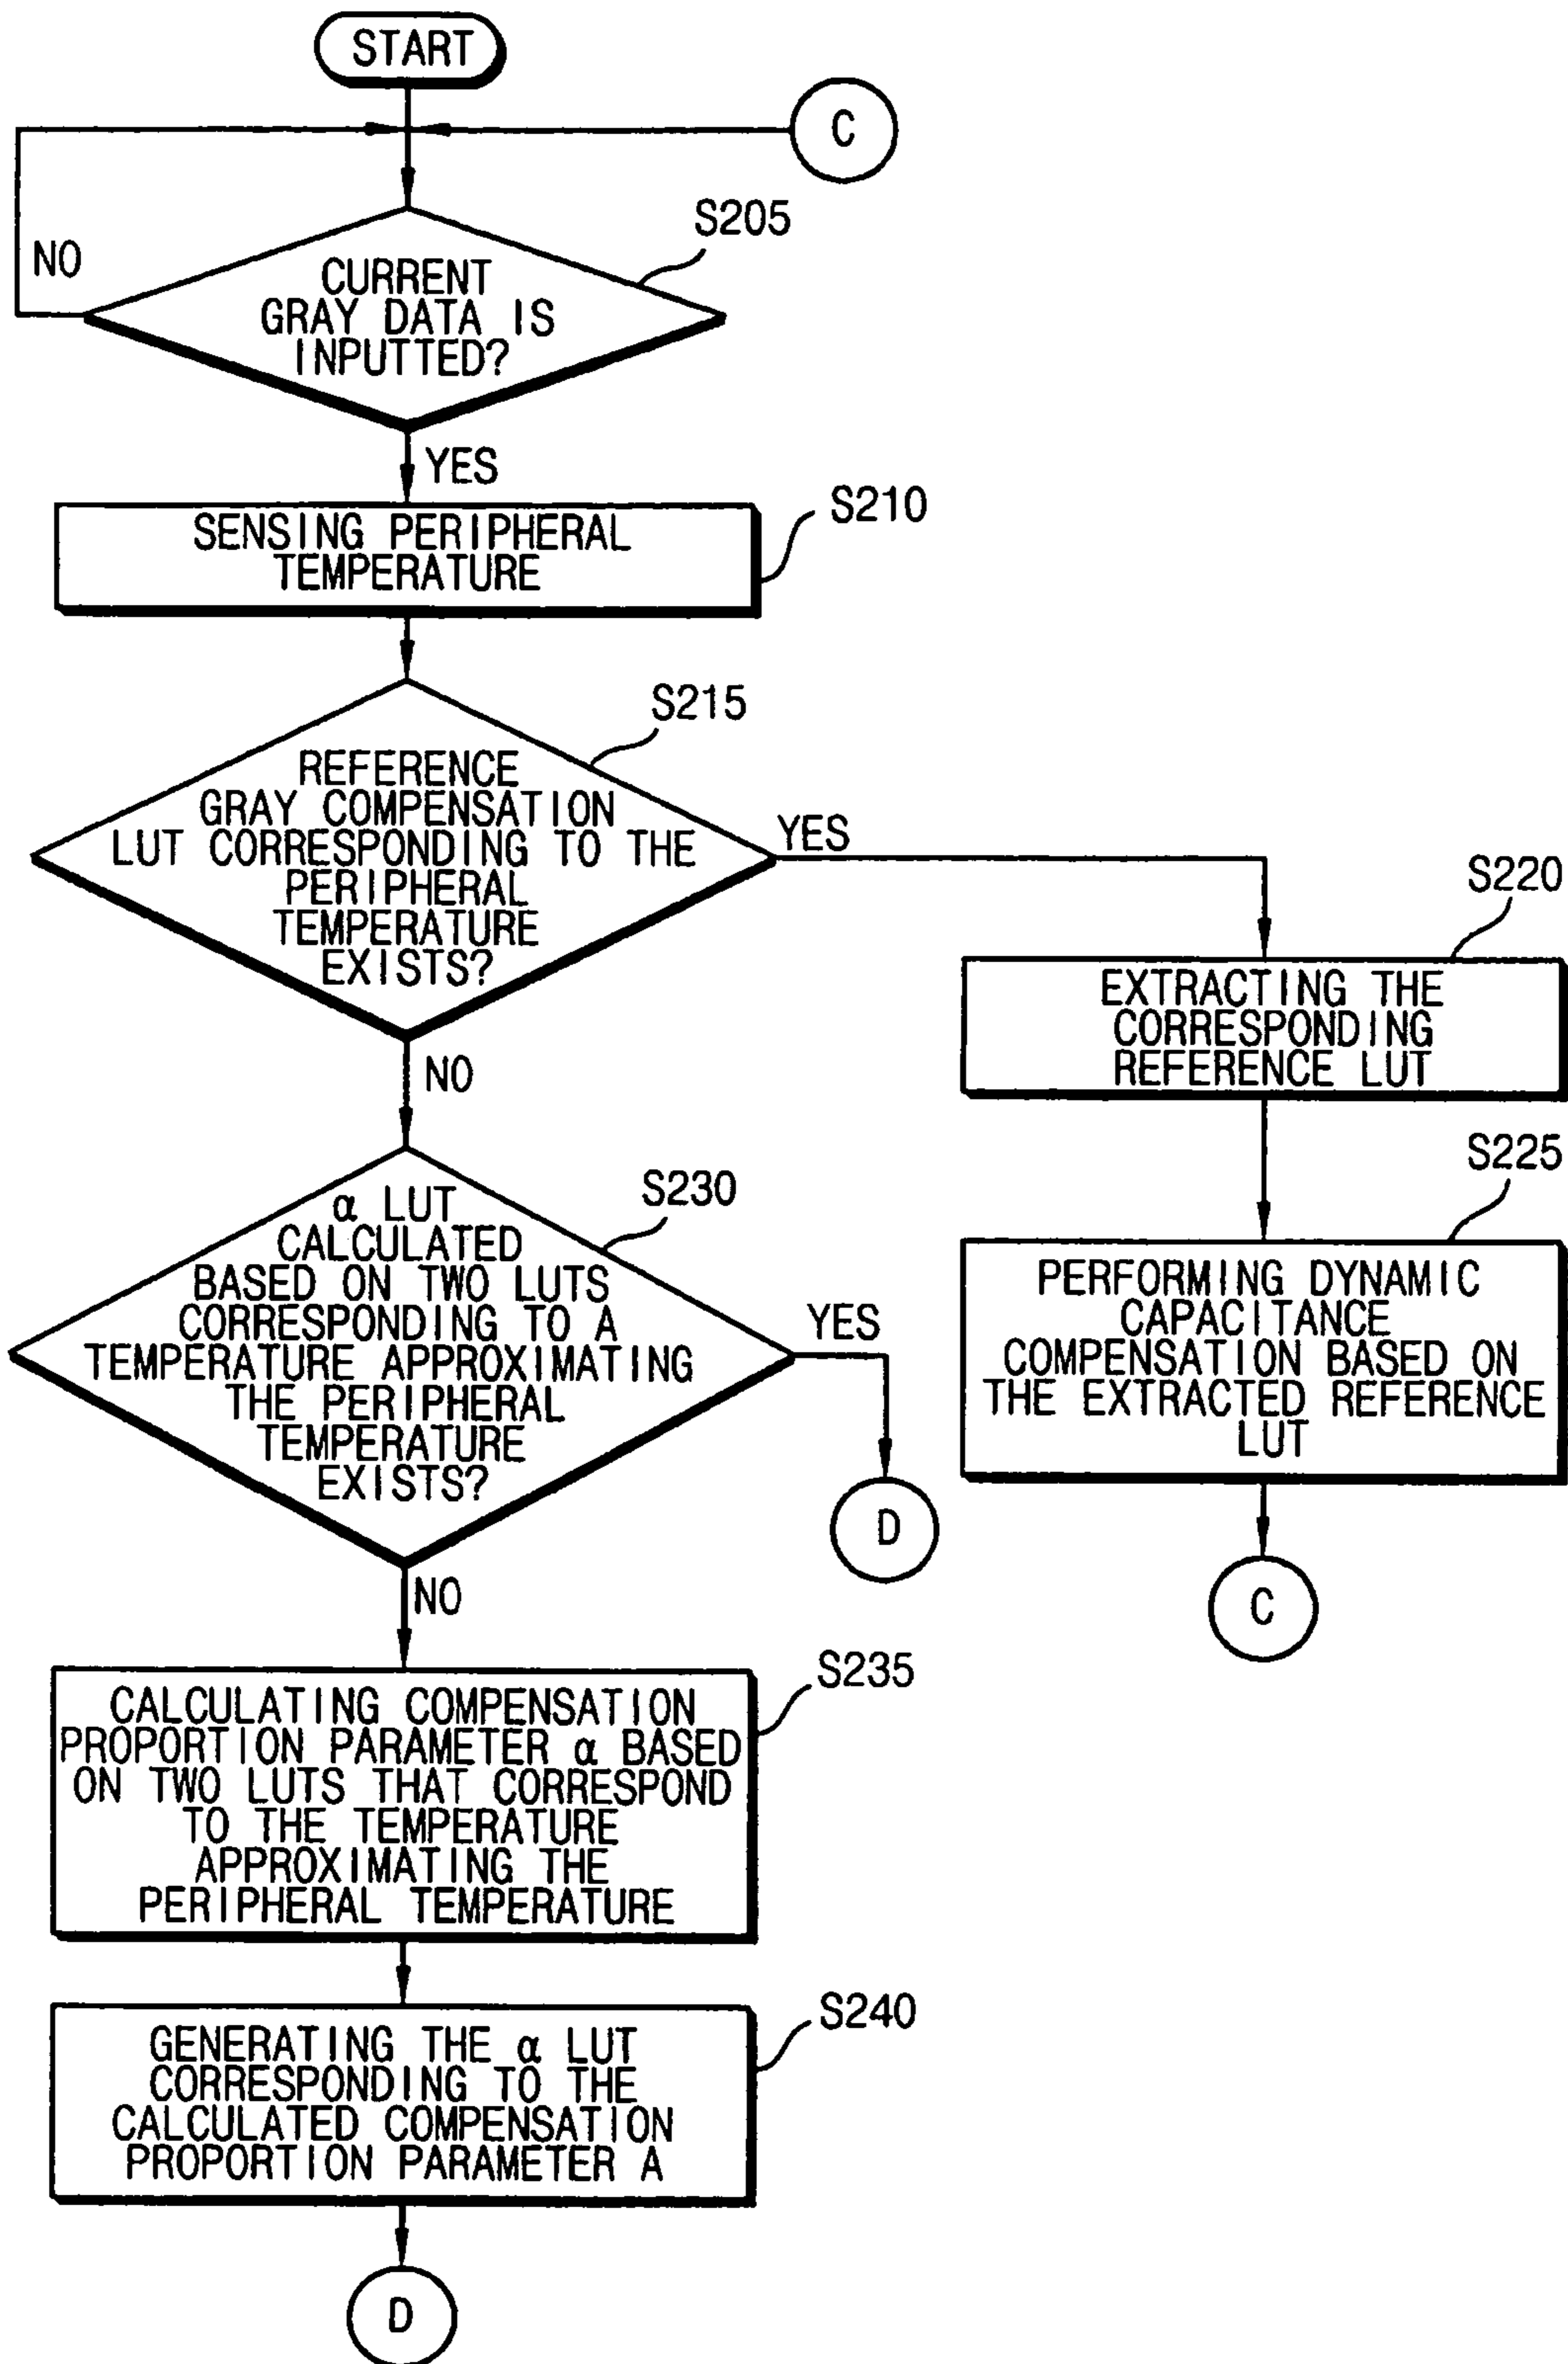 START
C
S205
NO
CURRENT
GRAY DATA IS
INPUTTED?
YES
S210
SENSING PERIPHERAL
TEMPERATURE
S215
REFERENCE
GRAY COMPENSATION
LUT CORRESPONDING TO THE
PERIPHERAL
TEMPERATURE
EXISTS?
YES
NO
S220
EXTRACTING THE
CORRESPONDING
REFERENCE LUT
S225
PERFORMING DYNAMIC
CAPACITANCE
COMPENSATION BASED ON
THE EXTRACTED REFERENCE
LUT
C
S230
α LUT
CALCULATED
BASED ON TWO LUTS
CORRESPONDING TO A
TEMPERATURE APPROXIMATING
THE PERIPHERAL
TEMPERATURE
EXISTS?
YES
D
NO
S235
CALCULATING COMPENSATION
PROPORTION PARAMETER α BASED
ON TWO LUTS THAT CORRESPOND
TO THE TEMPERATURE
APPROXIMATING THE
PERIPHERAL TEMPERATURE
S240
GENERATING THE α LUT
CORRESPONDING TO THE
CALCULATED COMPENSATION
PROPORTION PARAMETER A
D